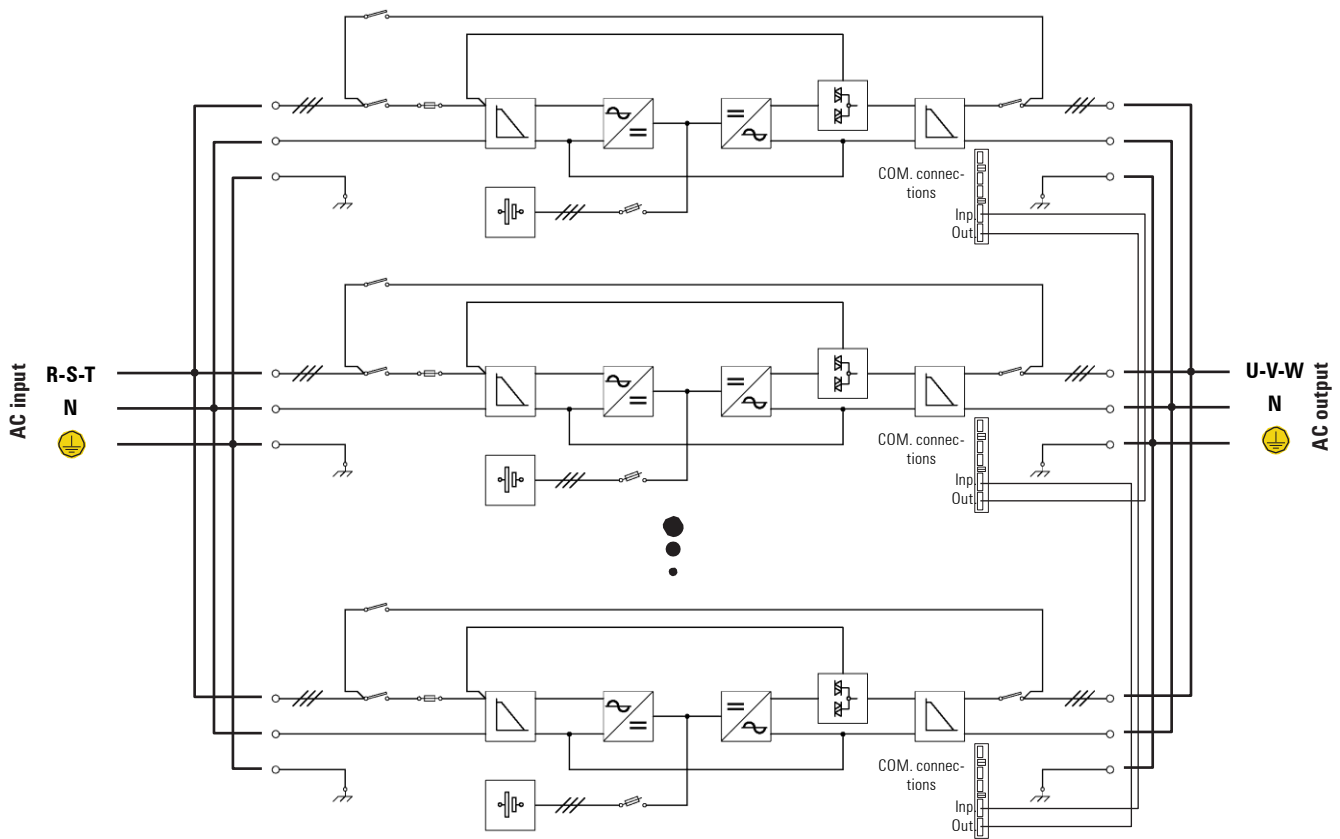 COM. connec-
tions
Inp.
Out.
AC input
R-S-T
N
U-V-W
N
AC output
COM. connec-
tions
Inp.
Out.
COM. connec-
tions
Inp.
Out.